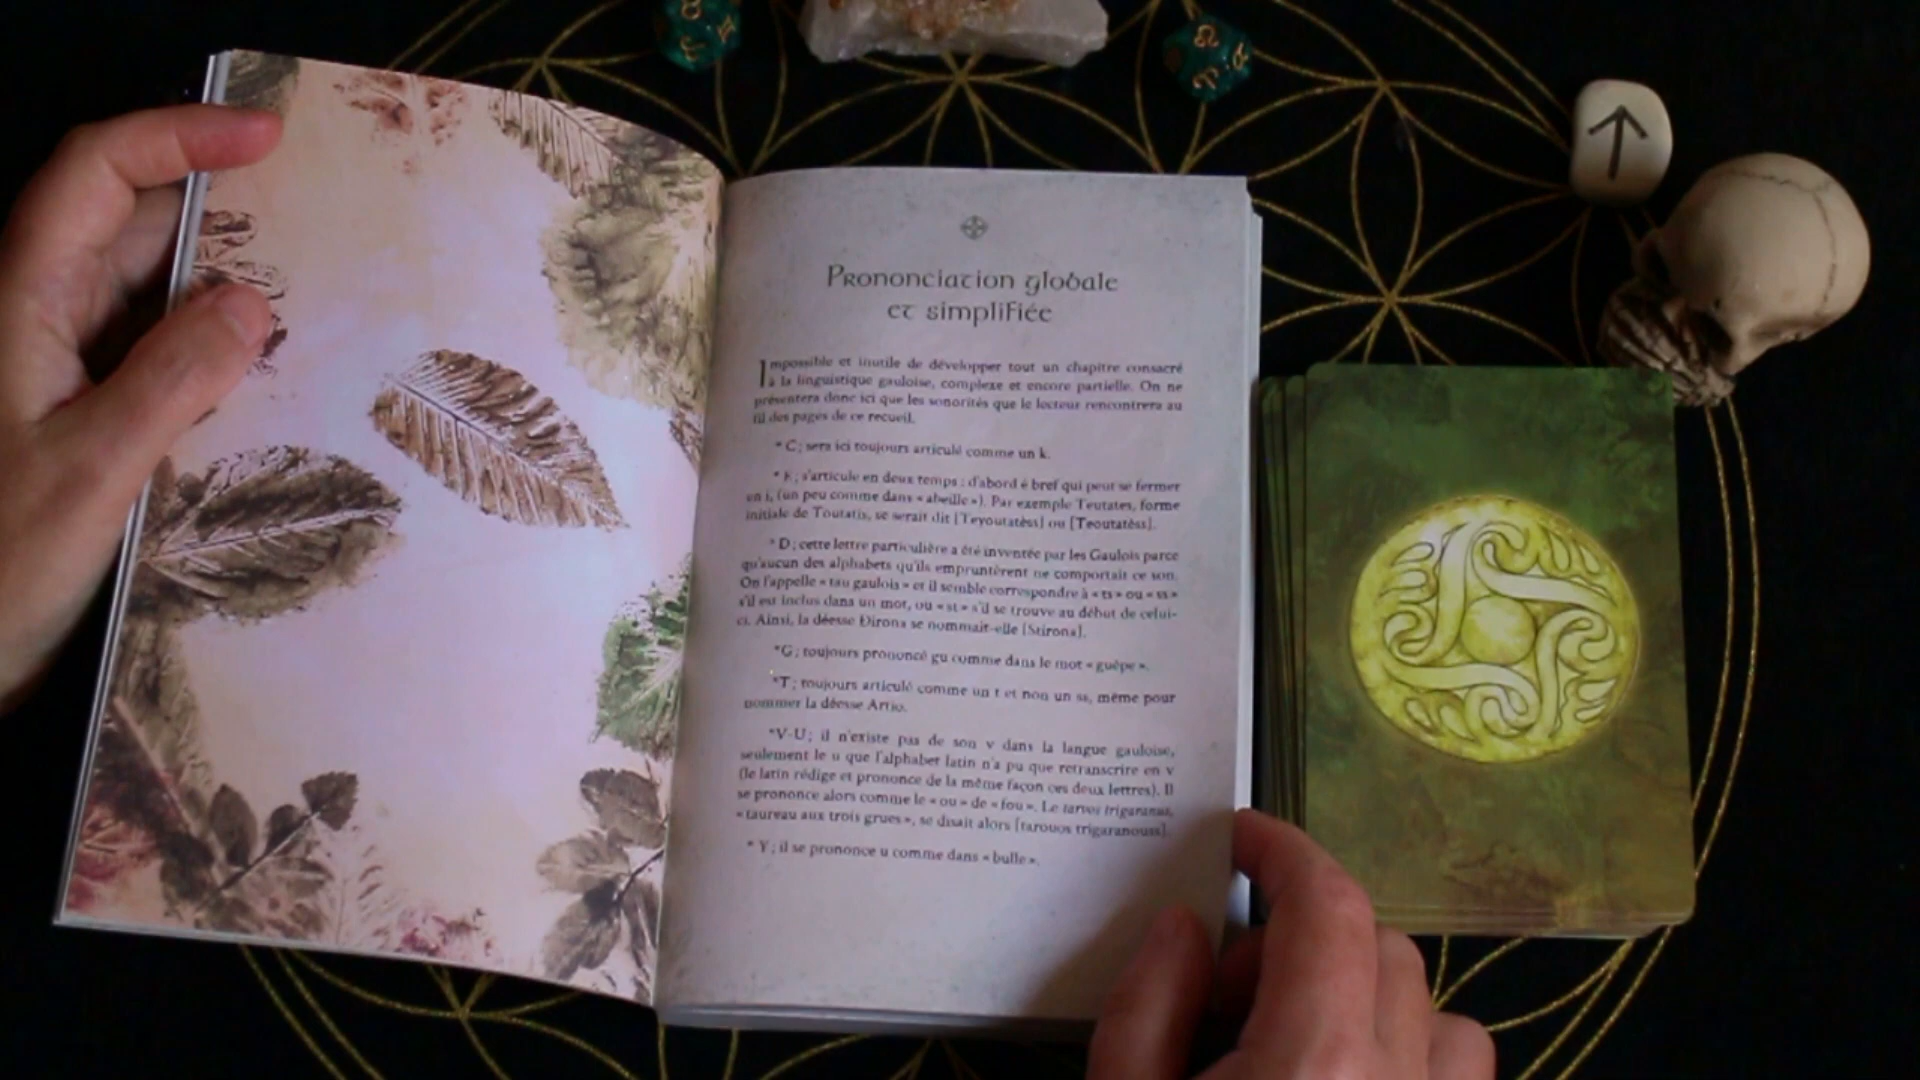 Prononciation globale
et simplifiée
Impossible et inutile de développer tout un chapitre consacré
à la linguistique gauloise, complexe et encore partielle. On ne
présentera donc ici que les sonorités que le lecteur rencontrera au
fil des pages de ce recueil.
* C ; sera ici toujours articulé comme un k.
* E ; s'articule en deux temps : d'abord é bref qui peut se fermer
en i, (un peu comme dans « abeille »). Par exemple Teutates, forme
initiale de Toutatis, se serait dit [Teyoutatèss] ou [Teoutatèss].
* D ; cette lettre particulière a été inventée par les Gaulois parce
qu'aucun des alphabets qu'ils empruntèrent ne comportait ce son.
On l'appelle « tau gaulois » et il semble correspondre à « ts » ou « ss »
s'il est inclus dans un mot, ou « st » s'il se trouve au début de celui-
ci. Ainsi, la déesse Đirona se nommait-elle [Stirona].
*G ; toujours prononcé gu comme dans le mot « guêpe ».
*T ; toujours articulé comme un t et non un ss, même pour
nommer la déesse Artio.
*V-U ; il n'existe pas de son v dans la langue gauloise,
seulement le u que l'alphabet latin n'a pu que retranscrire en v
(le latin rédige et prononce de la même façon ces deux lettres). Il
se prononce alors comme le « ou » de « fou ». Le tarvos trigaranus,
« taureau aux trois grues », se disait alors [tarouos trigaranouss].
* Y ; il se prononce u comme dans « bulle ».